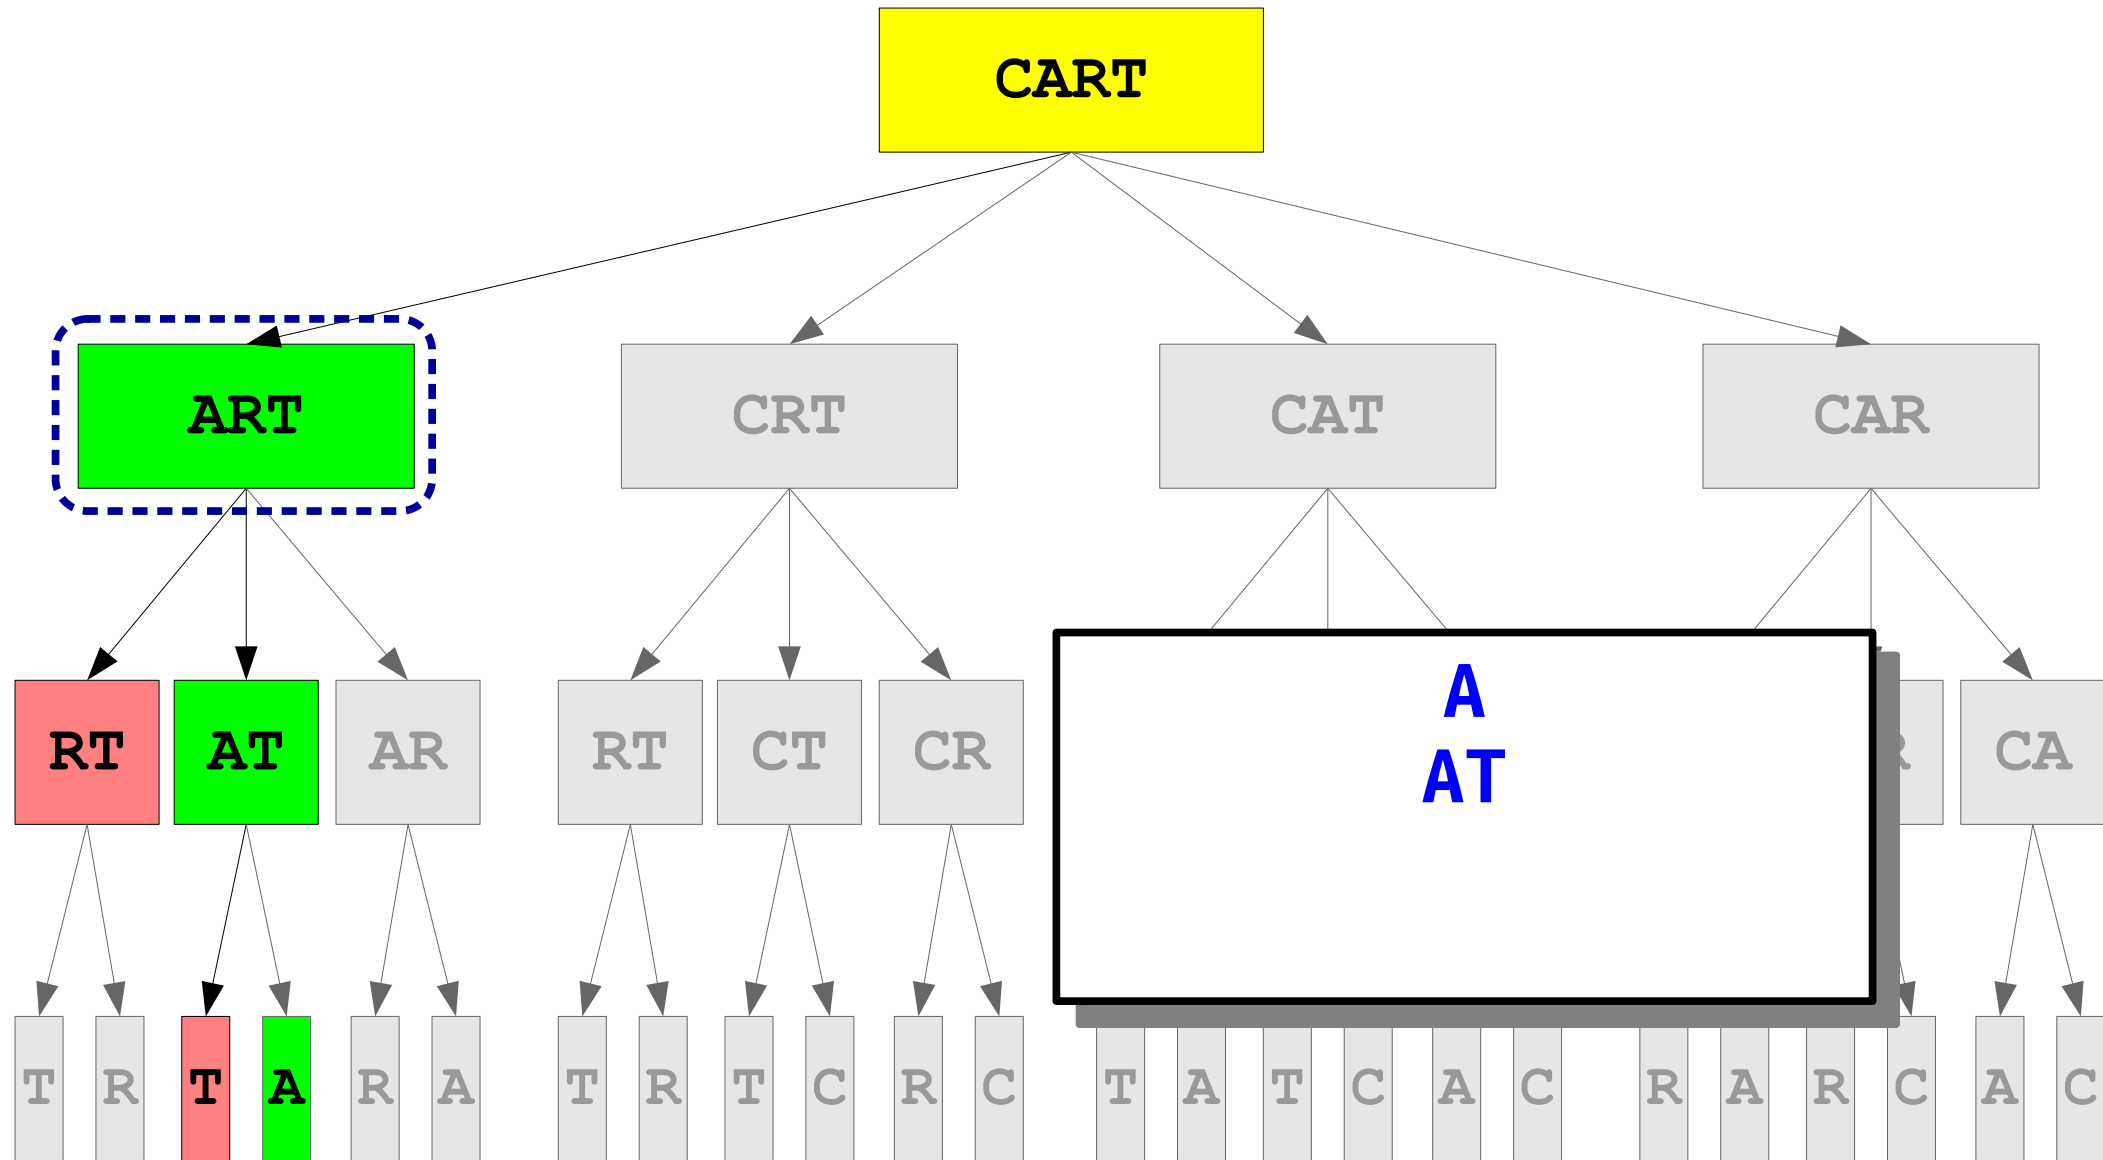 CART
ART CRT CAT CAR
RT AT AR RT CT CR CA
A
AT
T R T A R A T R T C R C T A T C A C R A R C A C